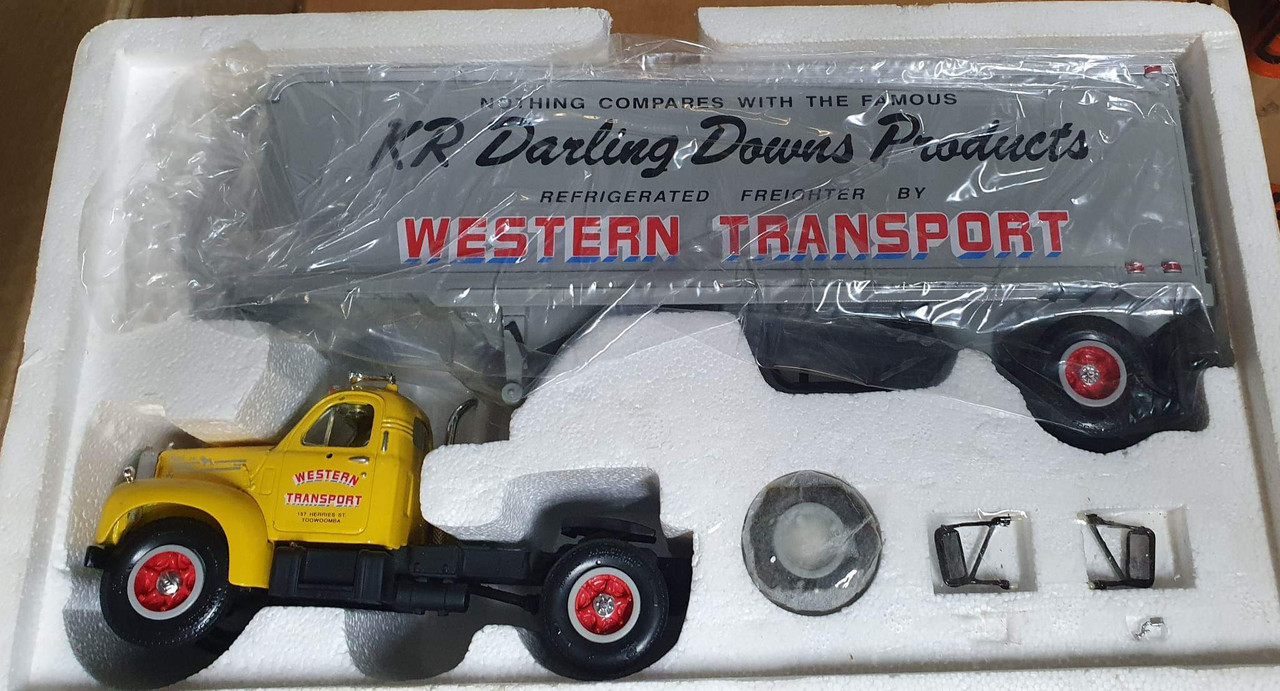 NOTHING COMPARES WITH THE FAMOUS
KR Darling Downs Products
REFRIGERATED FREIGHTER BY
WESTERN TRANSPORT
WESTERN
TRANSPORT
167 HERRIES ST.
TOOWOOMBA